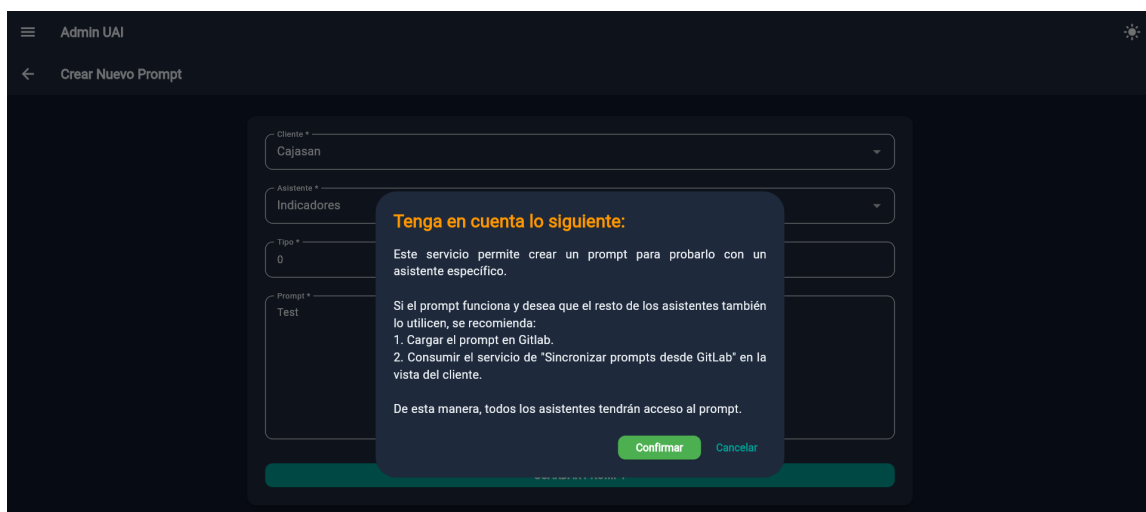 Admin UAI
Crear Nuevo Prompt
Cliente *
Cajasan
Asistente *
Indicadores
Tipo *
0
Prompt *
Test
Tenga en cuenta lo siguiente:
Este servicio permite crear un prompt para probarlo con un
asistente específico.
Si el prompt funciona y desea que el resto de los asistentes también
lo utilicen, se recomienda:
1. Cargar el prompt en Gitlab.
2. Consumir el servicio de "Sincronizar prompts desde GitLab" en la
vista del cliente.
De esta manera, todos los asistentes tendrán acceso al prompt.
Confirmar
Cancelar